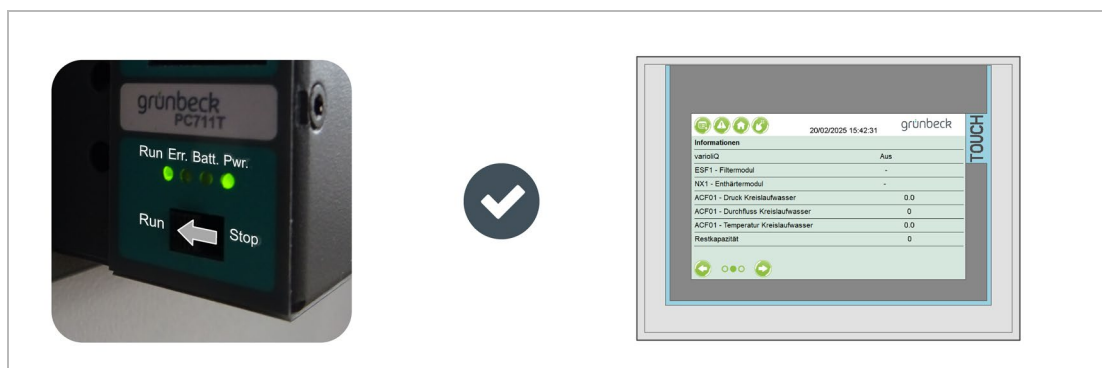 grünbeck
PC711T
Run Err. Batt. Pwr.
Run
Stop
20/02/2025 15:42:31
grünbeck
TOUCH
Informationen
varioliQ Aus
ESF1 - Filtermodul -
NX1 - Enthärtermodul -
ACF01 - Druck Kreislaufwasser 0.0
ACF01 - Durchfluss Kreislaufwasser 0
ACF01 - Temperatur Kreislaufwasser 0.0
Restkapazität 0